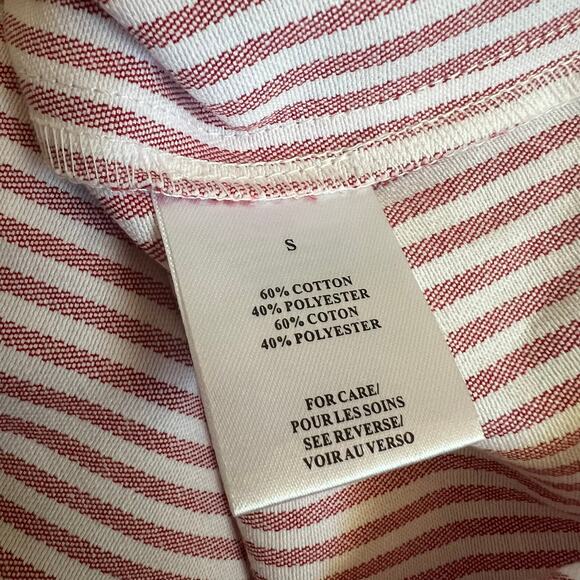 S
60% COTTON
40% POLYESTER
60% COTON
40% POLYESTER
FOR CARE/
POUR LES SOINS
SEE REVERSE/
VOIR AU VERSO